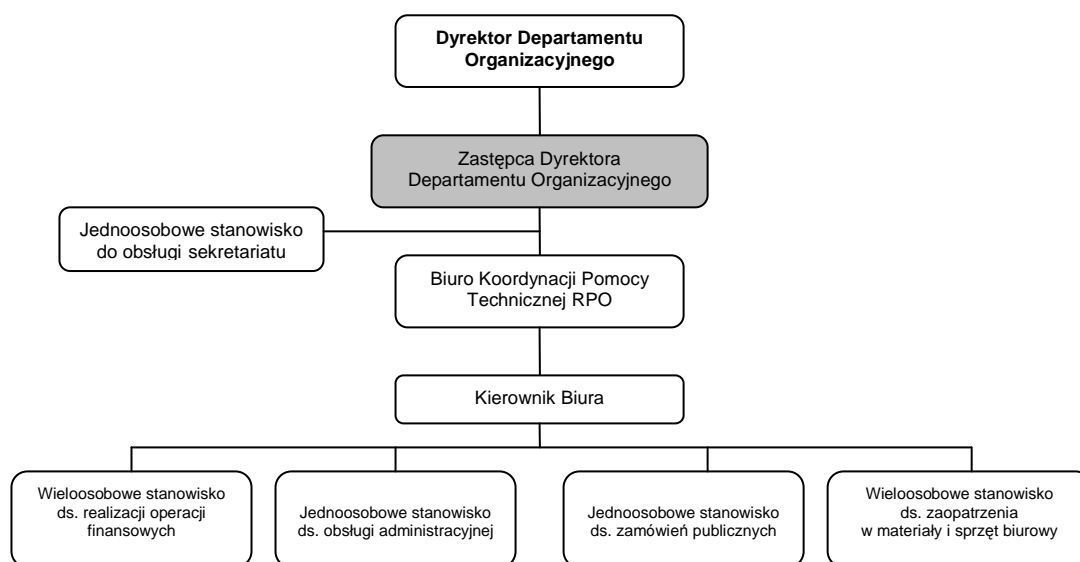 Dyrektor Departamentu
Organizacyjnego
Zastępca Dyrektora
Departamentu Organizacyjnego
Jednoosobowe stanowisko
do obsługi sekretariatu
Biuro Koordynacji Pomocy
Technicznej RPO
Kierownik Biura
Wieloosobowe stanowisko
ds. realizacji operacji
finansowych
Jednoosobowe stanowisko
ds. obsługi administracyjnej
Jednoosobowe stanowisko
ds. zamówień publicznych
Wieloosobowe stanowisko
ds. zaopatrzenia
w materiały i sprzęt biurowy